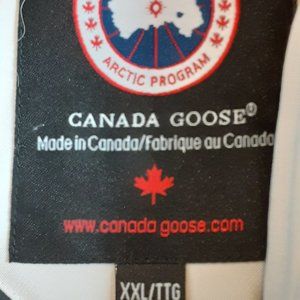 ARCTIC PROGRAM
CANADA GOOSE
Made in Canada/Fabrique au Canada
www.canada goose.com
XXL/TTG